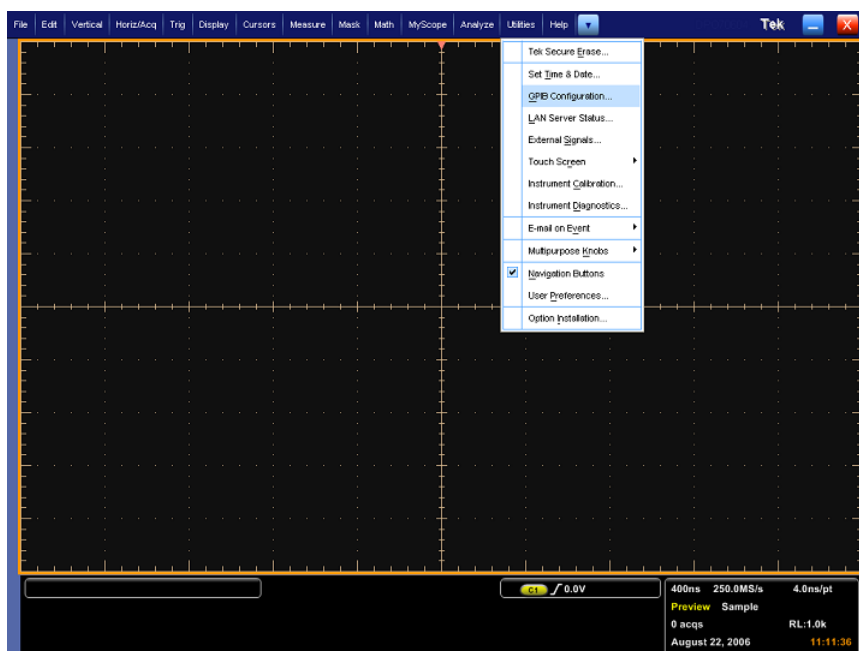 File Edit Vertical Horiz/Acq Trig Display Cursors Measure Mask Math MyScope Analyze Utilities Help Tek X
Tek Secure Erase...
Set Time & Date...
GPIB Configuration...
LAN Server Status...
External Signals...
Touch Screen
Instrument Calibration...
Instrument Diagnostics...
E-mail on Event
Multipurpose Knobs
Navigation Buttons
User Preferences...
Option Installation...
C1 0.0V
400ns 250.0MS/s 4.0ns/pt
Preview Sample
0 acqs RL:1.0k
August 22, 2006 11:11:36